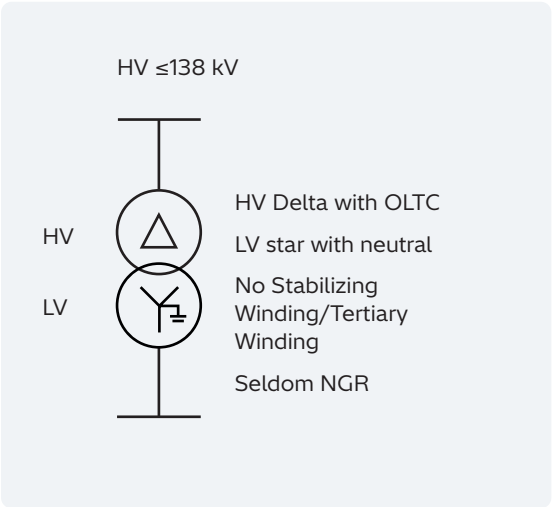 HV ≤138 kV
HV Delta with OLTC
HV
LV star with neutral
No Stabilizing
LV
Winding/Tertiary
Winding
Seldom NGR